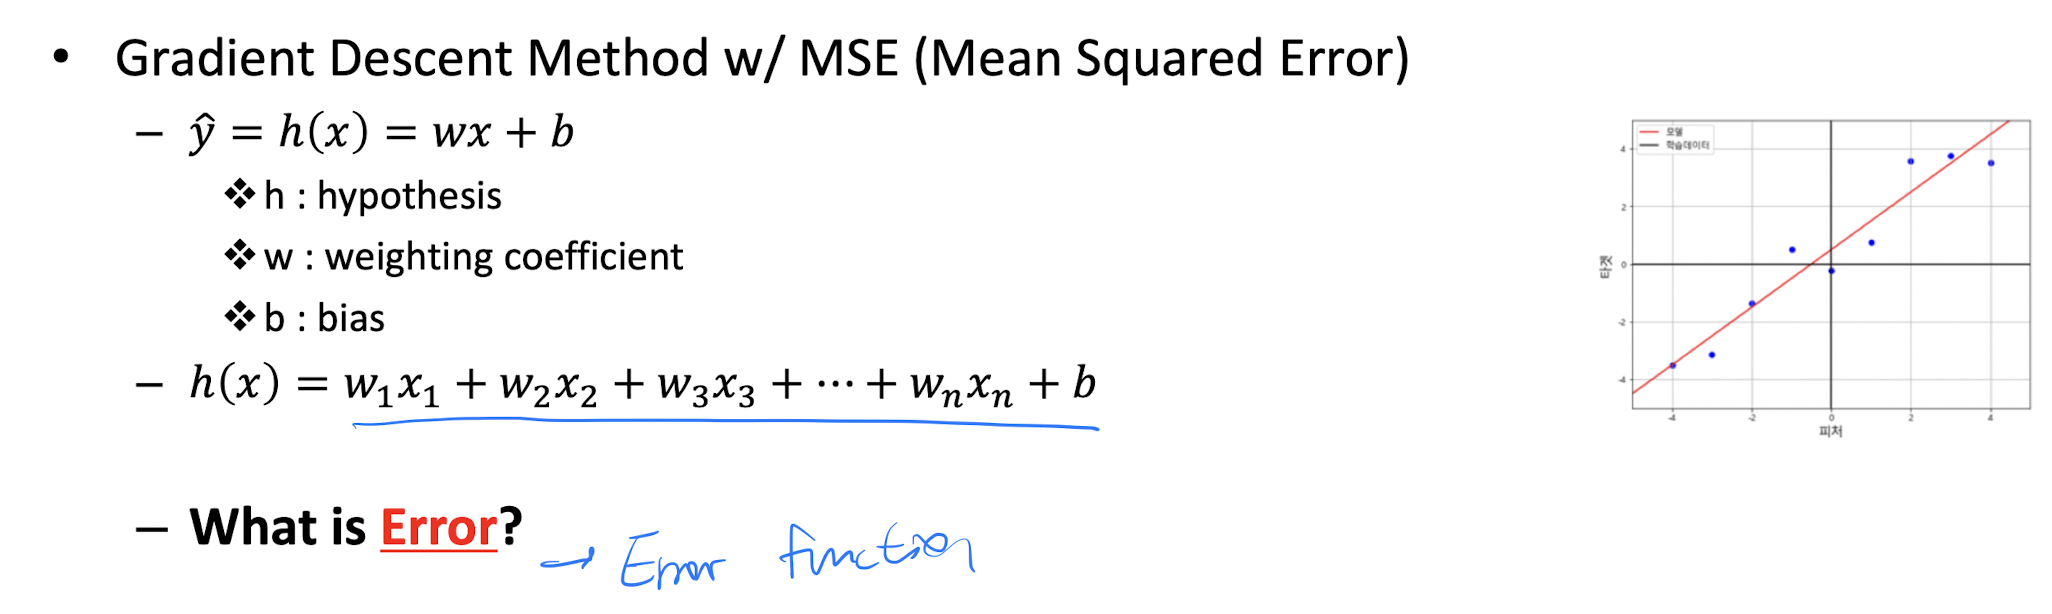 • Gradient Descent Method w/ MSE (Mean Squared Error)
– ŷ = h(x) = wx + b
❖ h : hypothesis
❖ w : weighting coefficient
❖ b : bias
– h(x) = w₁x₁ + w₂x₂ + w₃x₃ + ⋯ + wₙxₙ + b
– What is Error?
→ Error function
모델
학습데이터
4
2
0
-2
-4
타겟
-4 -2 0 2 4
피처